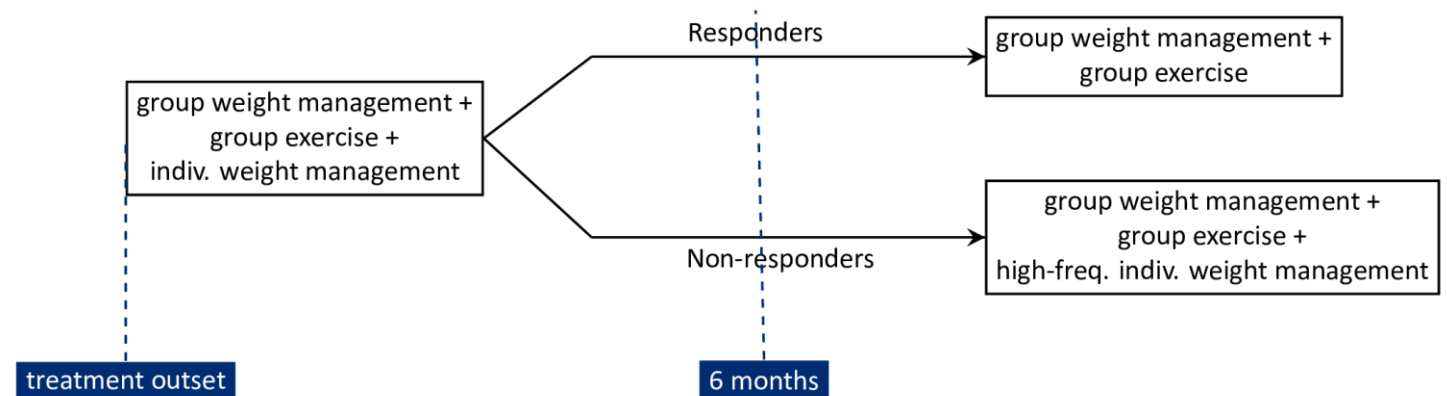 Responders
group weight management +
group exercise
group weight management +
group exercise +
indiv. weight management
group weight management +
group exercise +
high-freq. indiv. weight management
Non-responders
treatment outset
6 months